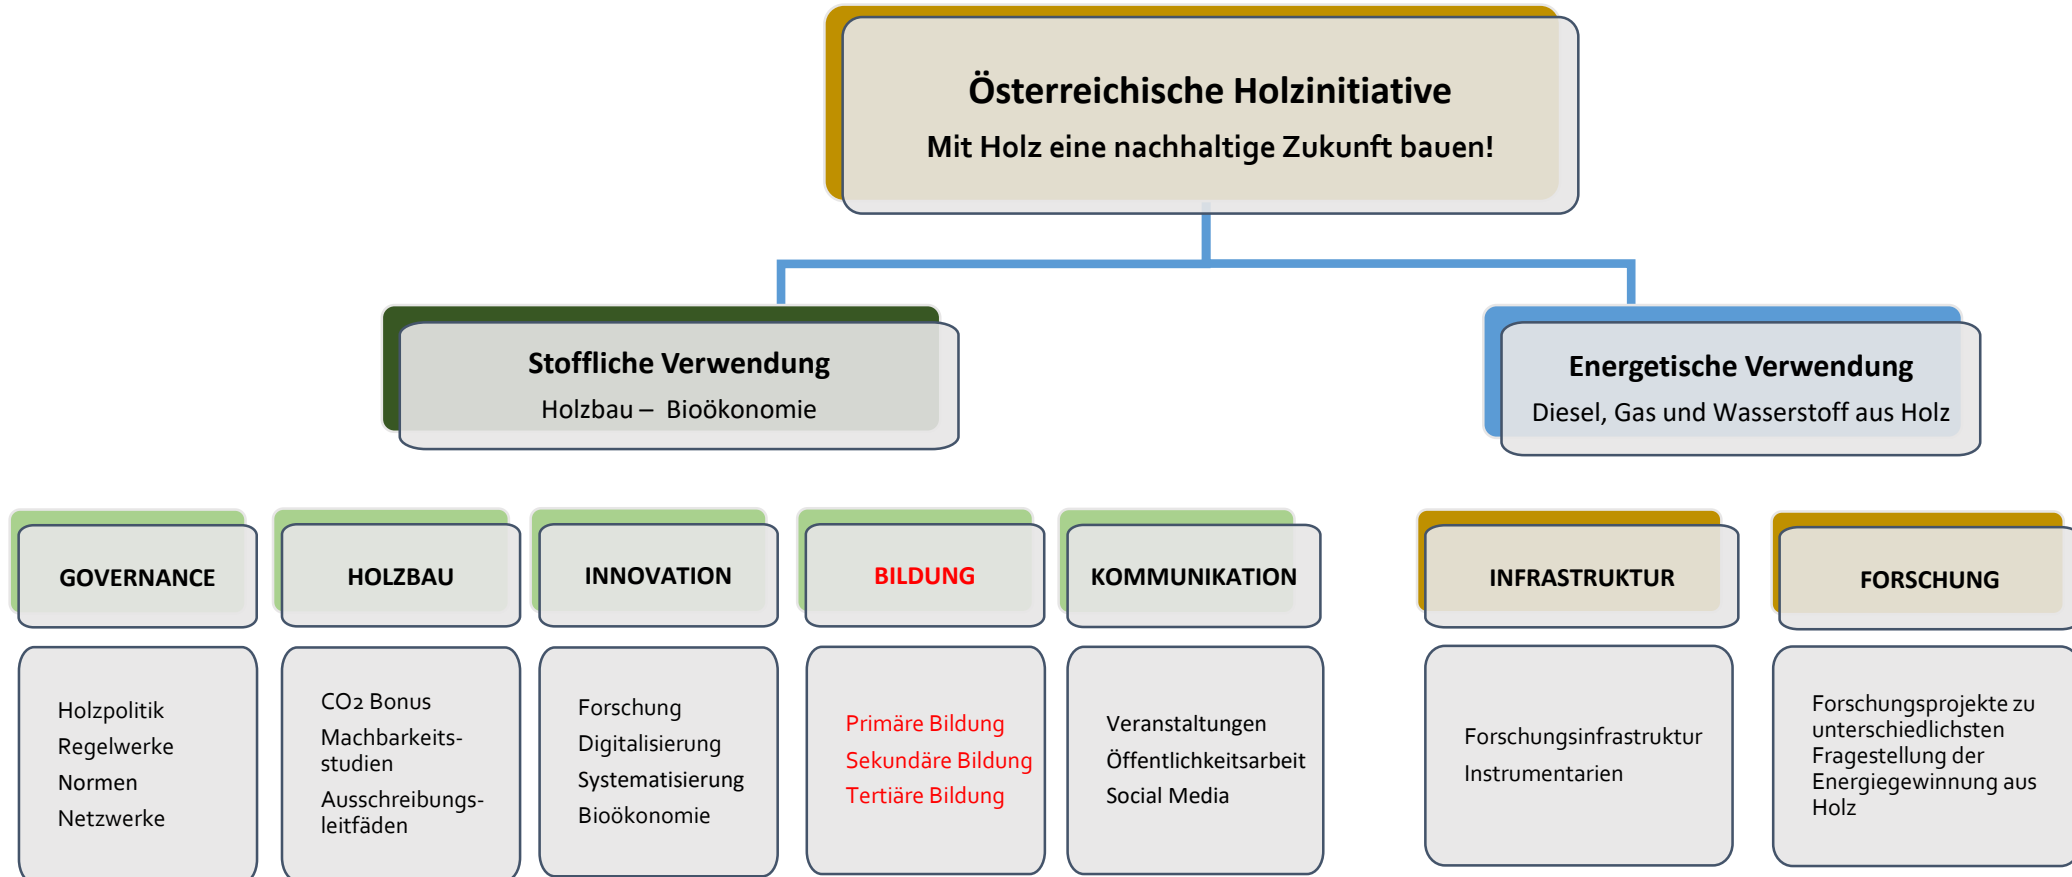 Österreichische Holzinitiative
Mit Holz eine nachhaltige Zukunft bauen!
Stoffliche Verwendung
Holzbau – Bioökonomie
Energetische Verwendung
Diesel, Gas und Wasserstoff aus Holz
GOVERNANCE
Holzpolitik
Regelwerke
Normen
Netzwerke
HOLZBAU
CO2 Bonus
Machbarkeits-
studien
Ausschreibungs-
leitfäden
INNOVATION
Forschung
Digitalisierung
Systematisierung
Bioökonomie
BILDUNG
Primäre Bildung
Sekundäre Bildung
Tertiäre Bildung
KOMMUNIKATION
Veranstaltungen
Öffentlichkeitsarbeit
Social Media
INFRASTRUKTUR
Forschungsinfrastruktur
Instrumentarien
FORSCHUNG
Forschungsprojekte zu
unterschiedlichsten
Fragestellung der
Energiegewinnung aus
Holz